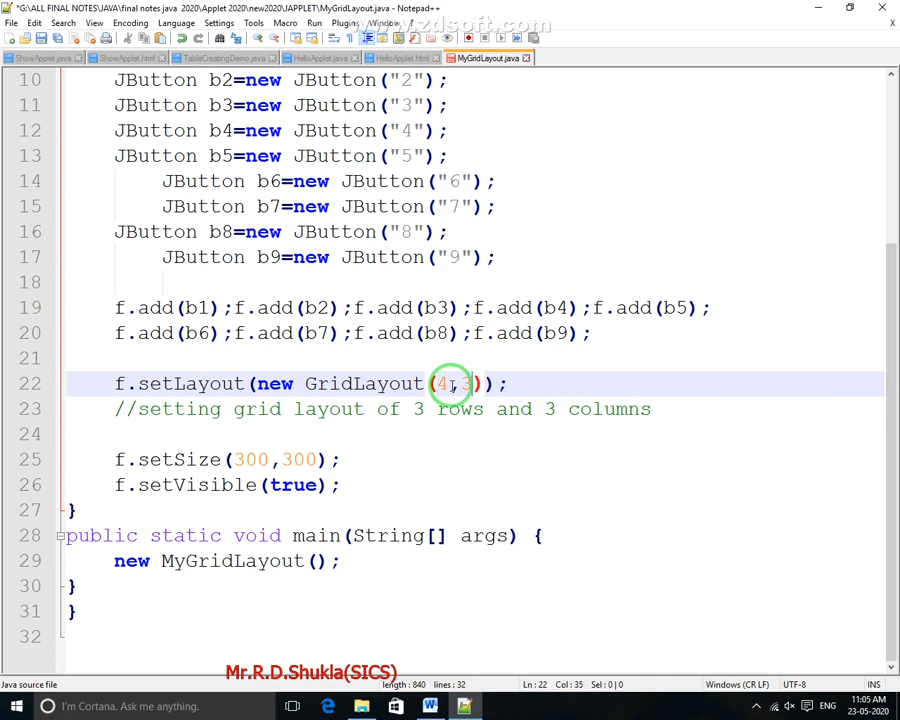 *G:\ALL FINAL NOTES\JAVA\final notes java 2020\Applet 2020\new2020\JAPPLET\MyGridLayout.java - Notepad++
www.zdsoft.com
File Edit Search View Encoding Language Settings Tools Macro Run Plugins Window ?
ShowApplet.java ShowApplet.html TableCreatingDemo.java HelloApplet.java HelloApplet.html MyGridLayout.java
10 JButton b2=new JButton("2");
11 JButton b3=new JButton("3");
12 JButton b4=new JButton("4");
13 JButton b5=new JButton("5");
14 JButton b6=new JButton("6");
15 JButton b7=new JButton("7");
16 JButton b8=new JButton("8");
17 JButton b9=new JButton("9");
18
19 f.add(b1);f.add(b2);f.add(b3);f.add(b4);f.add(b5);
20 f.add(b6);f.add(b7);f.add(b8);f.add(b9);
21
22 f.setLayout(new GridLayout(4,3));
23 //setting grid layout of 3 rows and 3 columns
24
25 f.setSize(300,300);
26 f.setVisible(true);
27 }
28 public static void main(String[] args) {
29 new MyGridLayout();
30 }
31 }
32
Mr.R.D.Shukla(SICS)
Java source file length : 840 lines : 32 Ln : 22 Col : 35 Sel : 0 | 0 Windows (CR LF) UTF-8 INS
I'm Cortana. Ask me anything. ENG 11:05 AM
23-05-2020